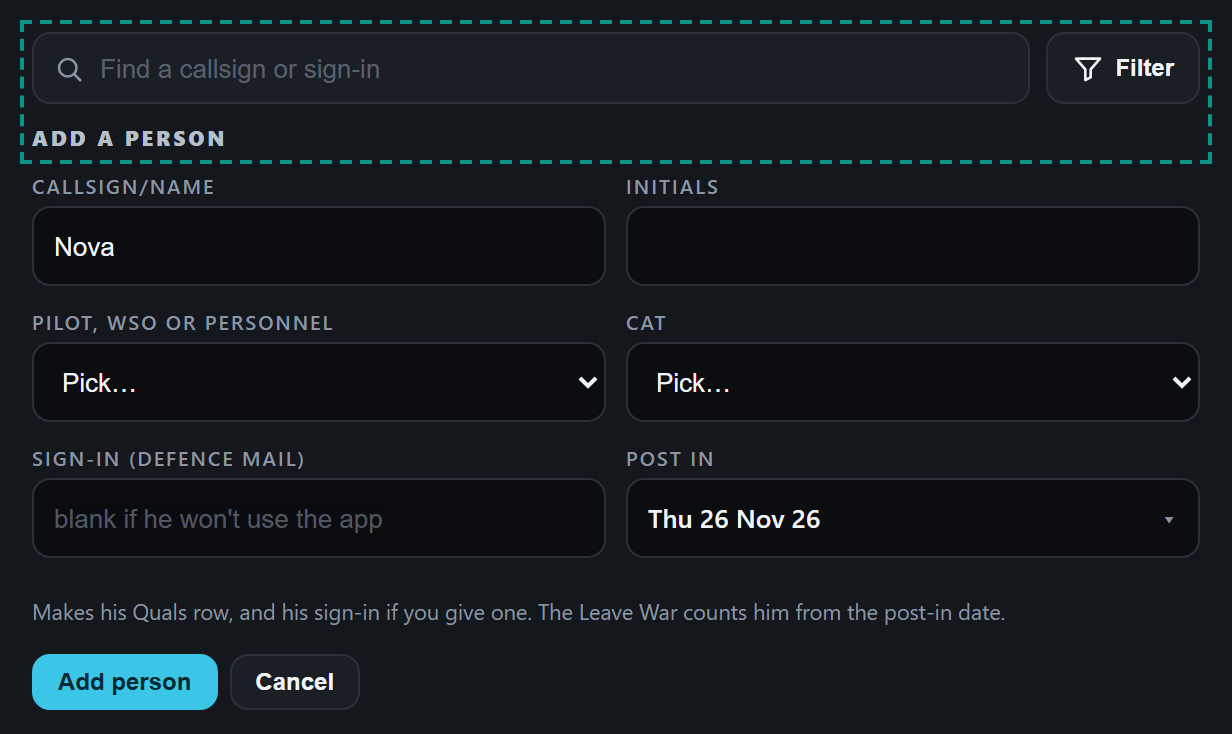 Find a callsign or sign-in
Filter
ADD A PERSON
CALLSIGN/NAME
INITIALS
Nova
PILOT, WSO OR PERSONNEL
CAT
Pick…
Pick…
SIGN-IN (DEFENCE MAIL)
POST IN
blank if he won't use the app
Thu 26 Nov 26
Makes his Quals row, and his sign-in if you give one. The Leave War counts him from the post-in date.
Add person
Cancel